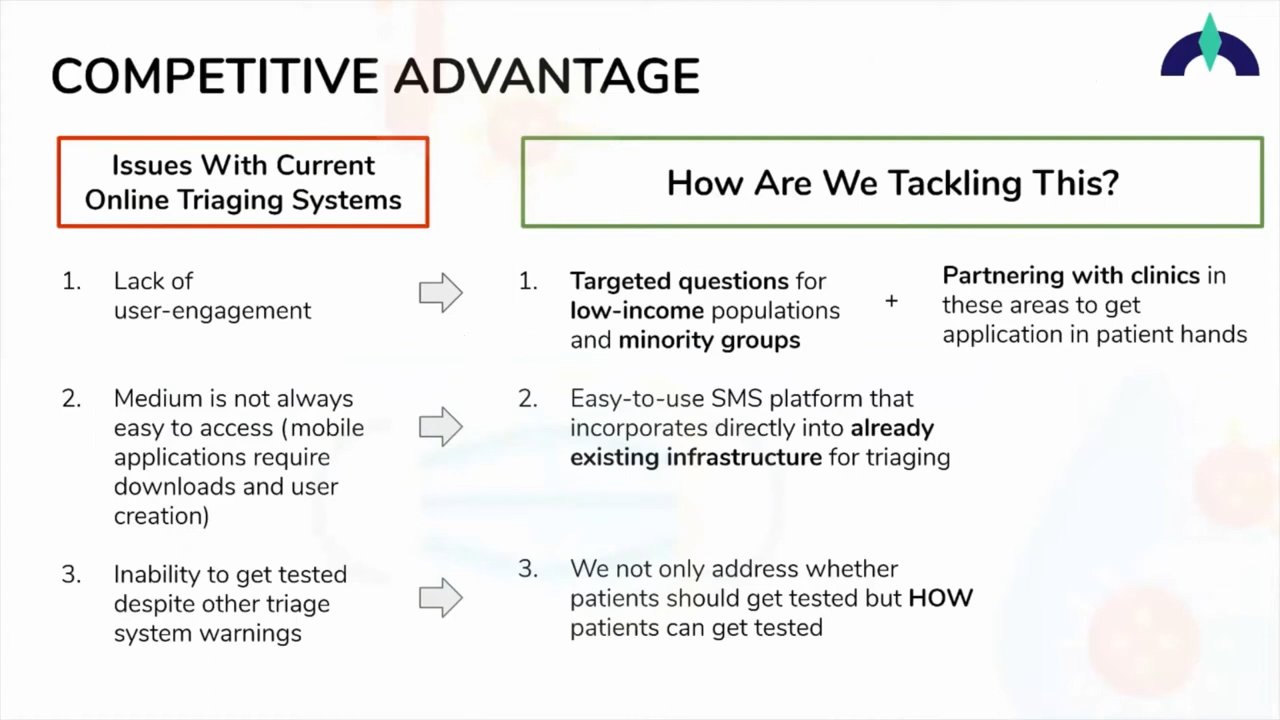 COMPETITIVE ADVANTAGE
Issues With Current
Online Triaging Systems
How Are We Tackling This?
1. Lack of
user-engagement
1. Targeted questions for
low-income populations
and minority groups
+
Partnering with clinics in
these areas to get
application in patient hands
2. Medium is not always
easy to access (mobile
applications require
downloads and user
creation)
2. Easy-to-use SMS platform that
incorporates directly into already
existing infrastructure for triaging
3. Inability to get tested
despite other triage
system warnings
3. We not only address whether
patients should get tested but HOW
patients can get tested